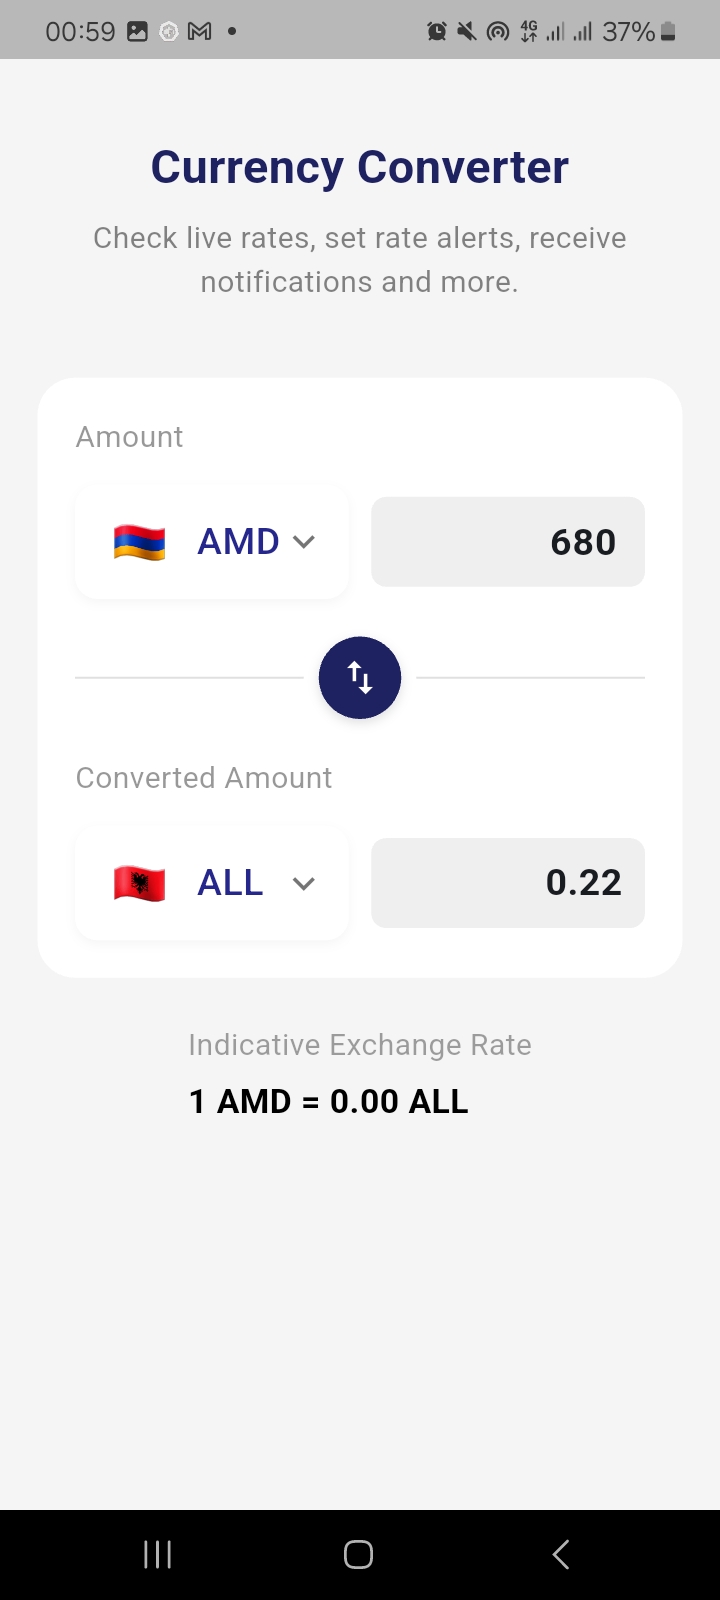 00:59 4G 37%
Currency Converter
Check live rates, set rate alerts, receive
notifications and more.
Amount
AMD 680
Converted Amount
ALL 0.22
Indicative Exchange Rate
1 AMD = 0.00 ALL